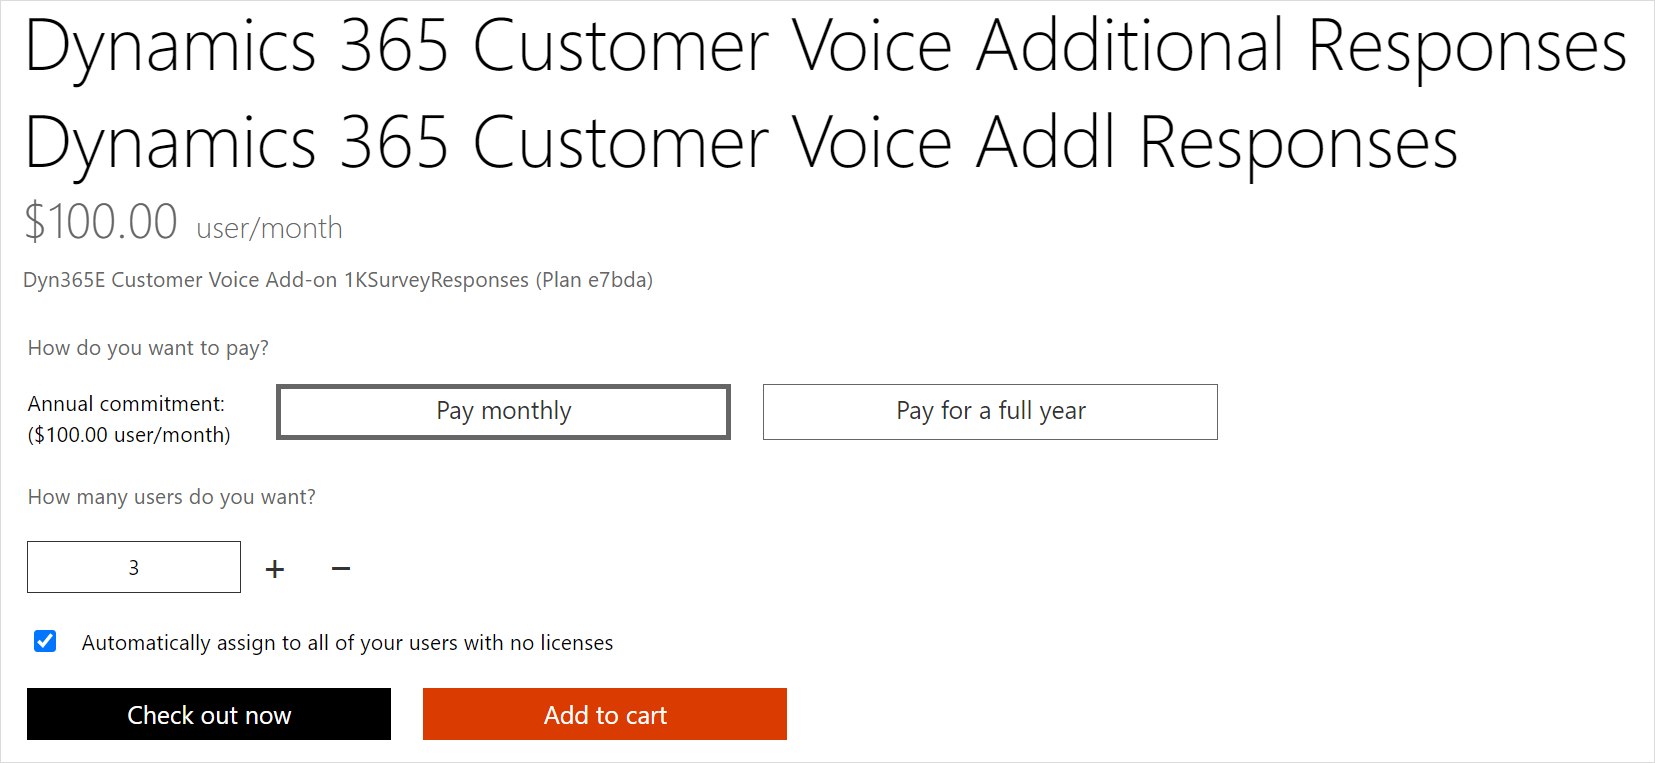 Dynamics 365 Customer Voice Additional Responses
Dynamics 365 Customer Voice Addl Responses
$100.00 user/month
Dyn365E Customer Voice Add-on 1KSurveyResponses (Plan e7bda)
How do you want to pay?
Annual commitment:
($100.00 user/month)
Pay monthly
Pay for a full year
How many users do you want?
3 + −
Automatically assign to all of your users with no licenses
Check out now
Add to cart